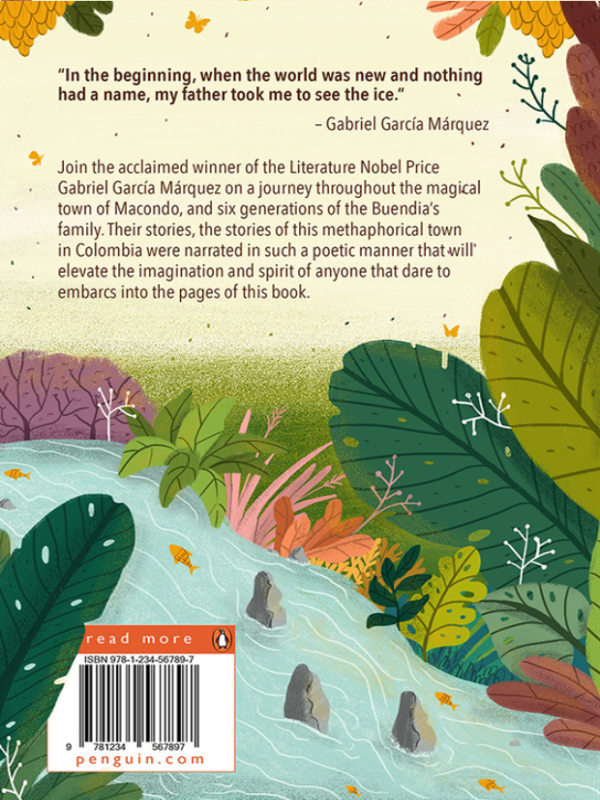 “In the beginning, when the world was new and nothing
had a name, my father took me to see the ice.“
– Gabriel García Márquez
Join the acclaimed winner of the Literature Nobel Price
Gabriel García Márquez on a journey throughout the magical
town of Macondo, and six generations of the Buendia’s
family. Their stories, the stories of this methaphorical town
in Colombia were narrated in such a poetic manner that will
elevate the imagination and spirit of anyone that dare to
embarcs into the pages of this book.
read more
ISBN 978-1-234-56789-7
9 781234 567897
penguin.com